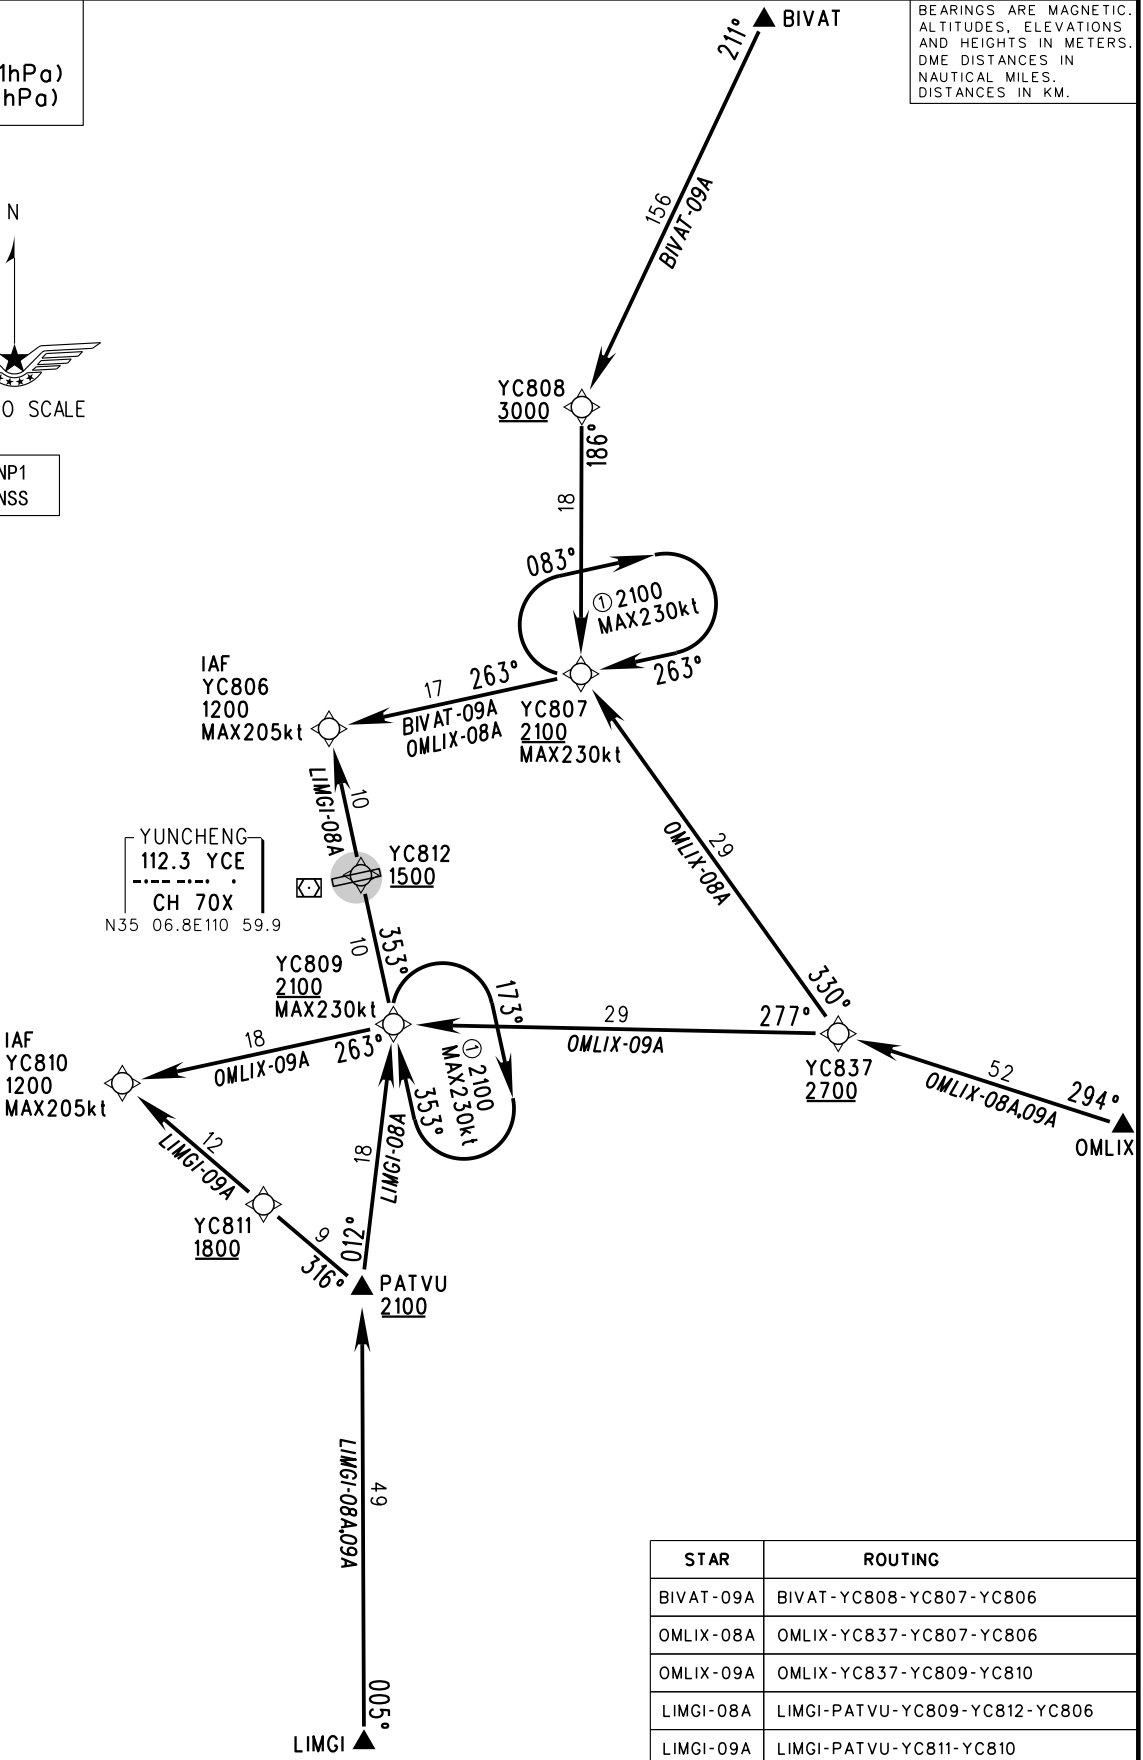 BEARINGS ARE MAGNETIC.
ALTITUDES, ELEVATIONS
AND HEIGHTS IN METERS.
DME DISTANCES IN
NAUTICAL MILES.
DISTANCES IN KM.
1hPa)
hPa)
N
O SCALE
NP1
NSS
BIVAT
211°
156
BIVAT-09A
YC808
3000
186°
18
083°
① 2100
MAX230kt
263°
263°
17
BIVAT-09A
OMLIX-08A
YC807
2100
MAX230kt
IAF
YC806
1200
MAX205kt
LIMGI-08A
10
YUNCHENG
112.3 YCE
CH 70X
N35 06.8E110 59.9
YC812
1500
29
OMLIX-08A
10
353°
YC809
2100
MAX230kt
173°
① 2100
MAX230kt
353°
330°
277°
29
OMLIX-09A
YC837
2700
52
OMLIX-08A,09A
294°
OMLIX
IAF
YC810
1200
MAX205kt
18
OMLIX-09A
263°
12
LIMGI-09A
YC811
1800
9
316°
18
LIMGI-08A
012°
PATVU
2100
49
LIMGI-08A,09A
005°
LIMGI
STAR ROUTING
BIVAT-09A BIVAT-YC808-YC807-YC806
OMLIX-08A OMLIX-YC837-YC807-YC806
OMLIX-09A OMLIX-YC837-YC809-YC810
LIMGI-08A LIMGI-PATVU-YC809-YC812-YC806
LIMGI-09A LIMGI-PATVU-YC811-YC810